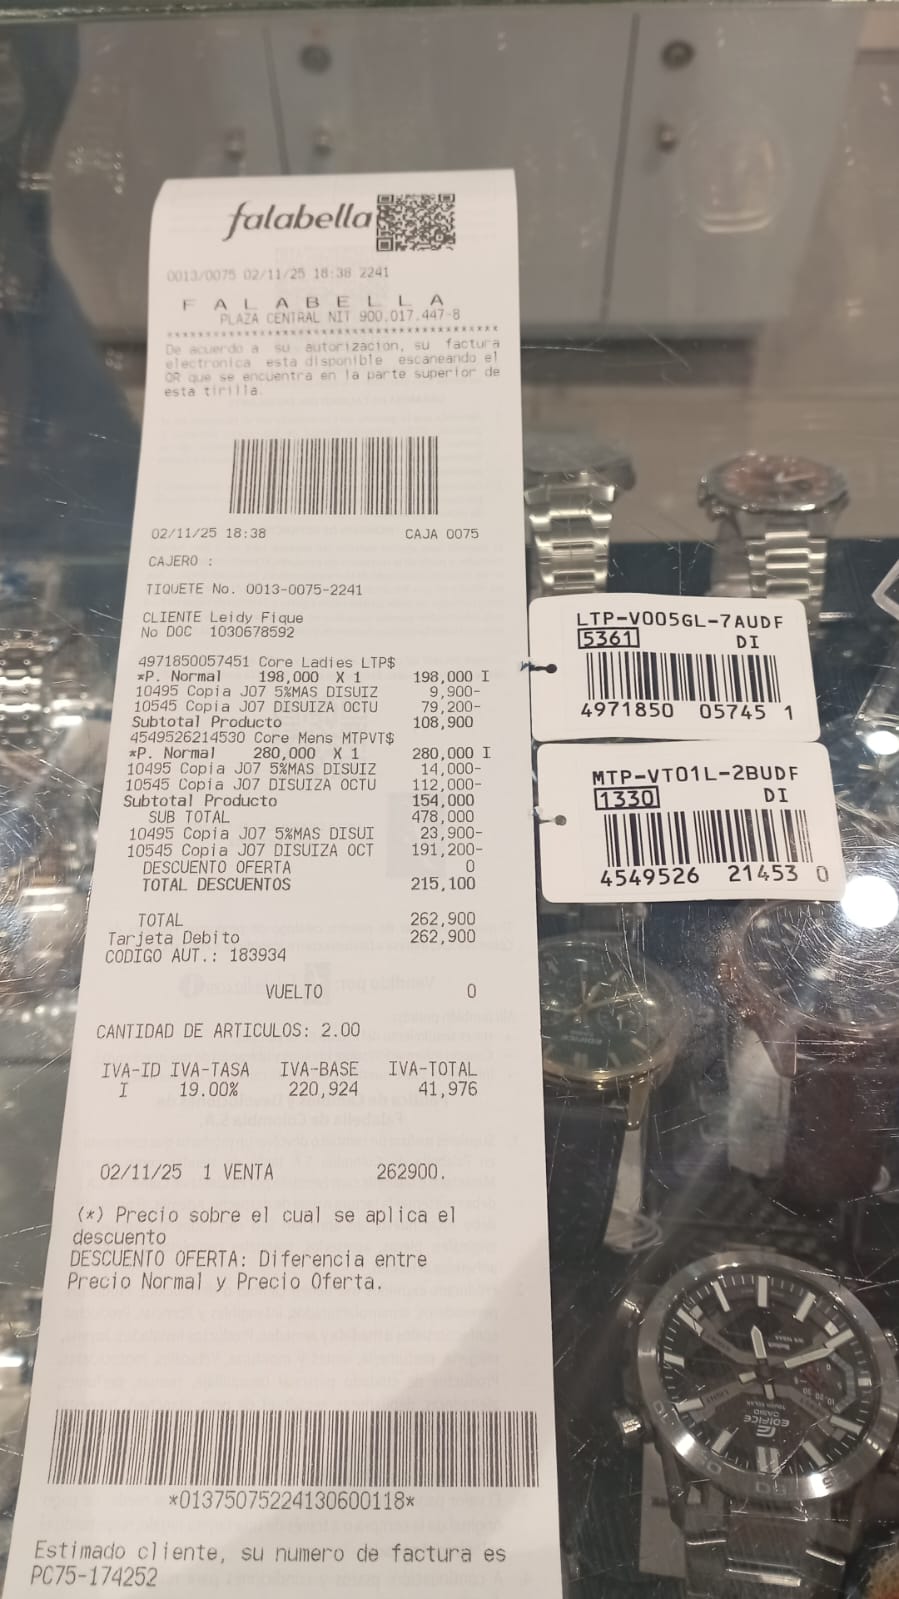 falabella
0013/0075 02/11/25 18:38 2241
F A L A B E L L A
PLAZA CENTRAL NIT 900.017.447-8
De acuerdo a su autorizacion, su factura
electronica esta disponible escaneando el
QR que se encuentra en la parte superior de
esta tirilla.
02/11/25 18:38 CAJA 0075
CAJERO :
TIQUETE No. 0013-0075-2241
CLIENTE Leidy Fique
No DOC 1030678592
4971850057451 Core Ladies LTP$
*P. Normal 198,000 X 1 198,000 I
10495 Copia J07 5%MAS DISUIZ 9,900-
10545 Copia J07 DISUIZA OCTU 79,200-
Subtotal Producto 108,900
4549526214530 Core Mens MTPVT$
*P. Normal 280,000 X 1 280,000 I
10495 Copia J07 5%MAS DISUIZ 14,000-
10545 Copia J07 DISUIZA OCTU 112,000-
Subtotal Producto 154,000
SUB TOTAL 478,000
10495 Copia J07 5%MAS DISUI 23,900-
10545 Copia J07 DISUIZA OCT 191,200-
DESCUENTO OFERTA 0
TOTAL DESCUENTOS 215,100
TOTAL 262,900
Tarjeta Debito 262,900
CODIGO AUT.: 183934
VUELTO 0
CANTIDAD DE ARTICULOS: 2.00
IVA-ID IVA-TASA IVA-BASE IVA-TOTAL
I 19.00% 220,924 41,976
02/11/25 1 VENTA 262900.
(*) Precio sobre el cual se aplica el
descuento
DESCUENTO OFERTA: Diferencia entre
Precio Normal y Precio Oferta.
*01375075224130600118*
Estimado cliente, su numero de factura es
PC75-174252
LTP-V005GL-7AUDF
5361 DI
4971850 05745 1
MTP-VT01L-2BUDF
1330 DI
4549526 21453 0
EDIFICE
CASIO
EDIFICE